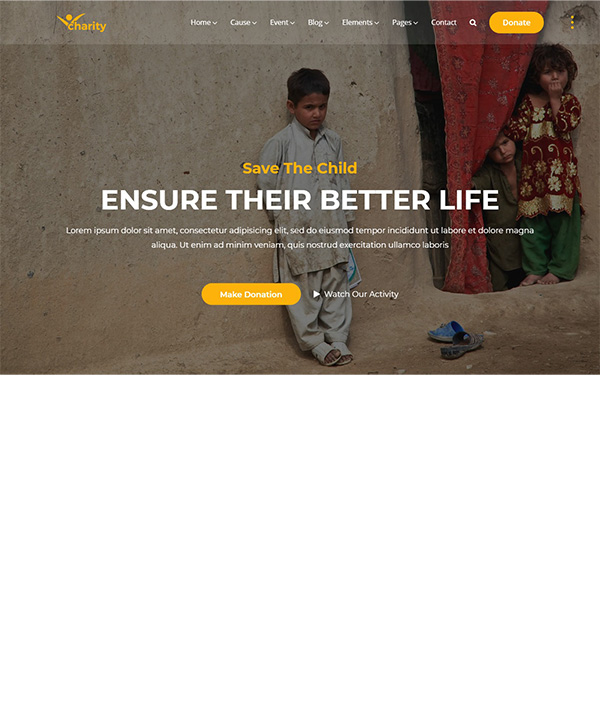 charity
Home Cause Event Blog Elements Pages Contact Donate
Save The Child
ENSURE THEIR BETTER LIFE
Lorem ipsum dolor sit amet, consectetur adipisicing elit, sed do eiusmod tempor incididunt ut labore et dolore magna
aliqua. Ut enim ad minim veniam, quis nostrud exercitation ullamco laboris
Make Donation Watch Our Activity